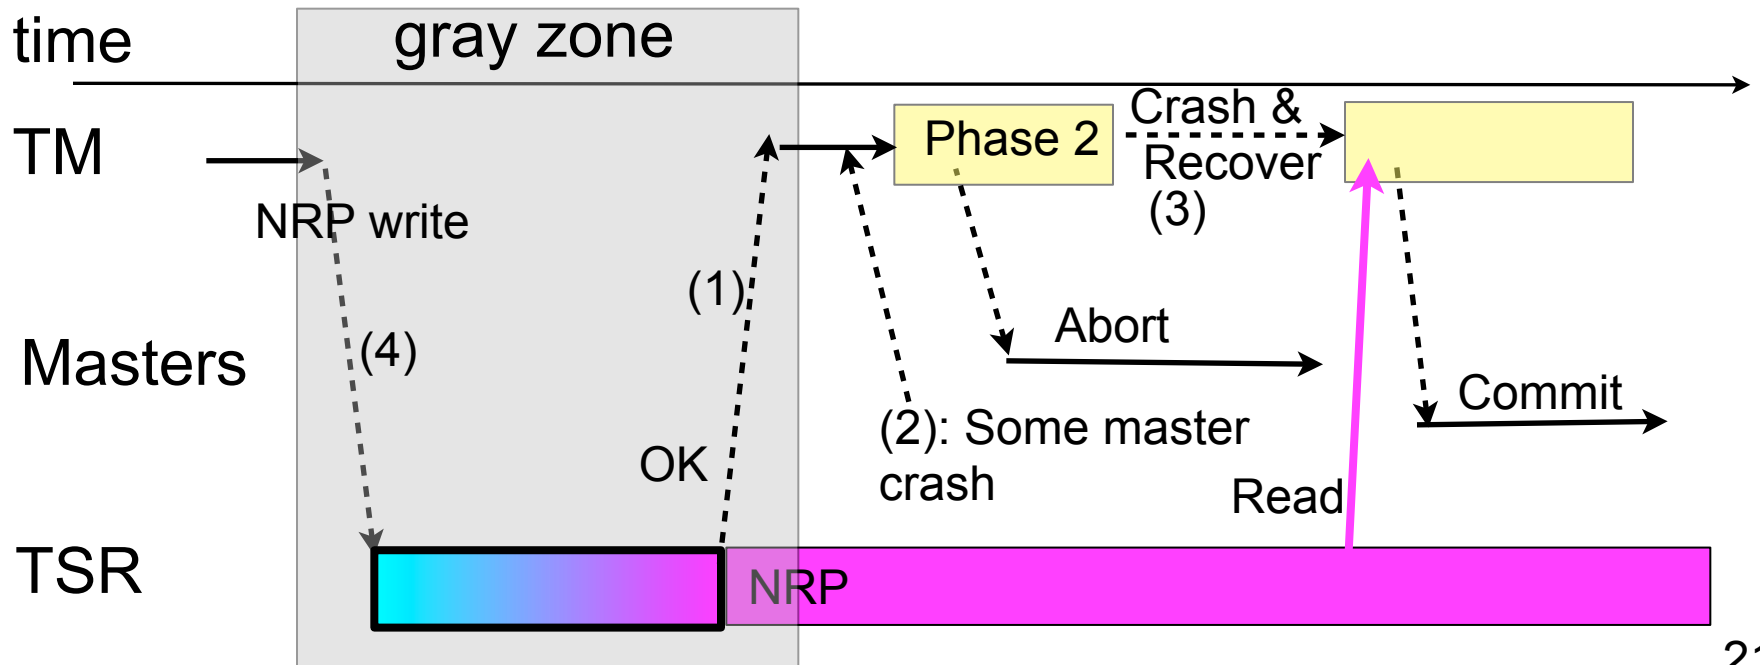 time
gray zone
TM
Phase 2
Crash &
Recover
(3)
NRP write
(1)
(4)
Masters
Abort
Commit
(2): Some master
crash
OK
Read
TSR
NRP